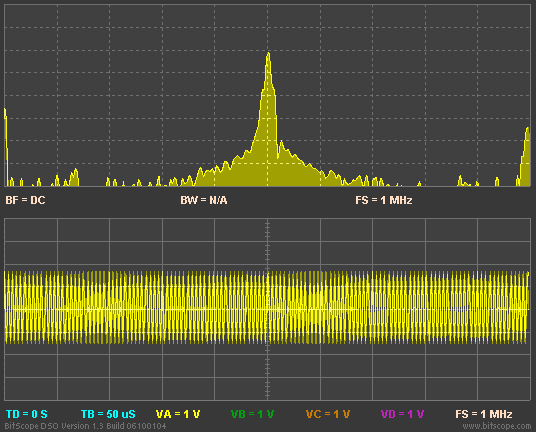 BF = DC BW = N/A FS = 1 MHz
TD = 0 S TB = 50 uS VA = 1 V VB = 1 V VC = 1 V VD = 1 V FS = 1 MHz
BitScope DSO Version 1.3 Build 06100104 www.bitscope.com